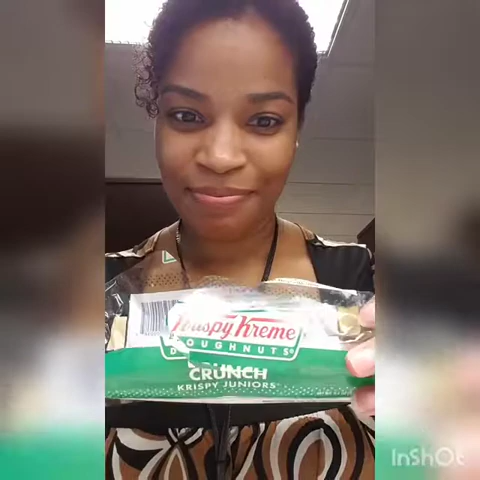 Krispy Kreme
DOUGHNUTS
CRUNCH
KRISPY JUNIORS
InShOt